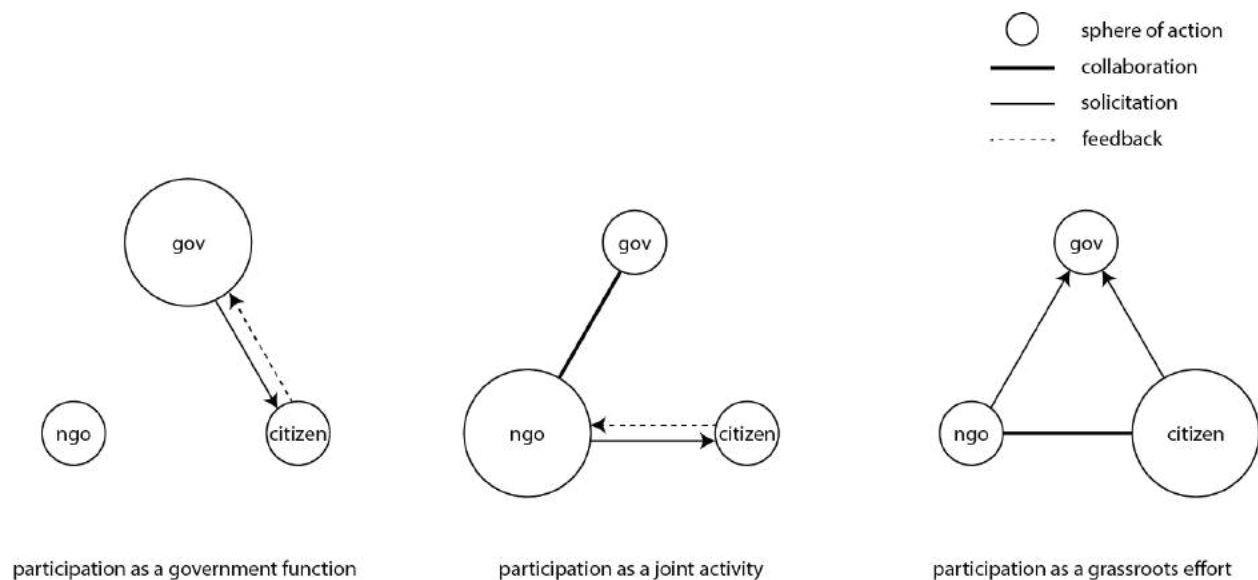 sphere of action
collaboration
solicitation
feedback
gov
ngo
citizen
participation as a government function
gov
ngo
citizen
participation as a joint activity
gov
ngo
citizen
participation as a grassroots effort